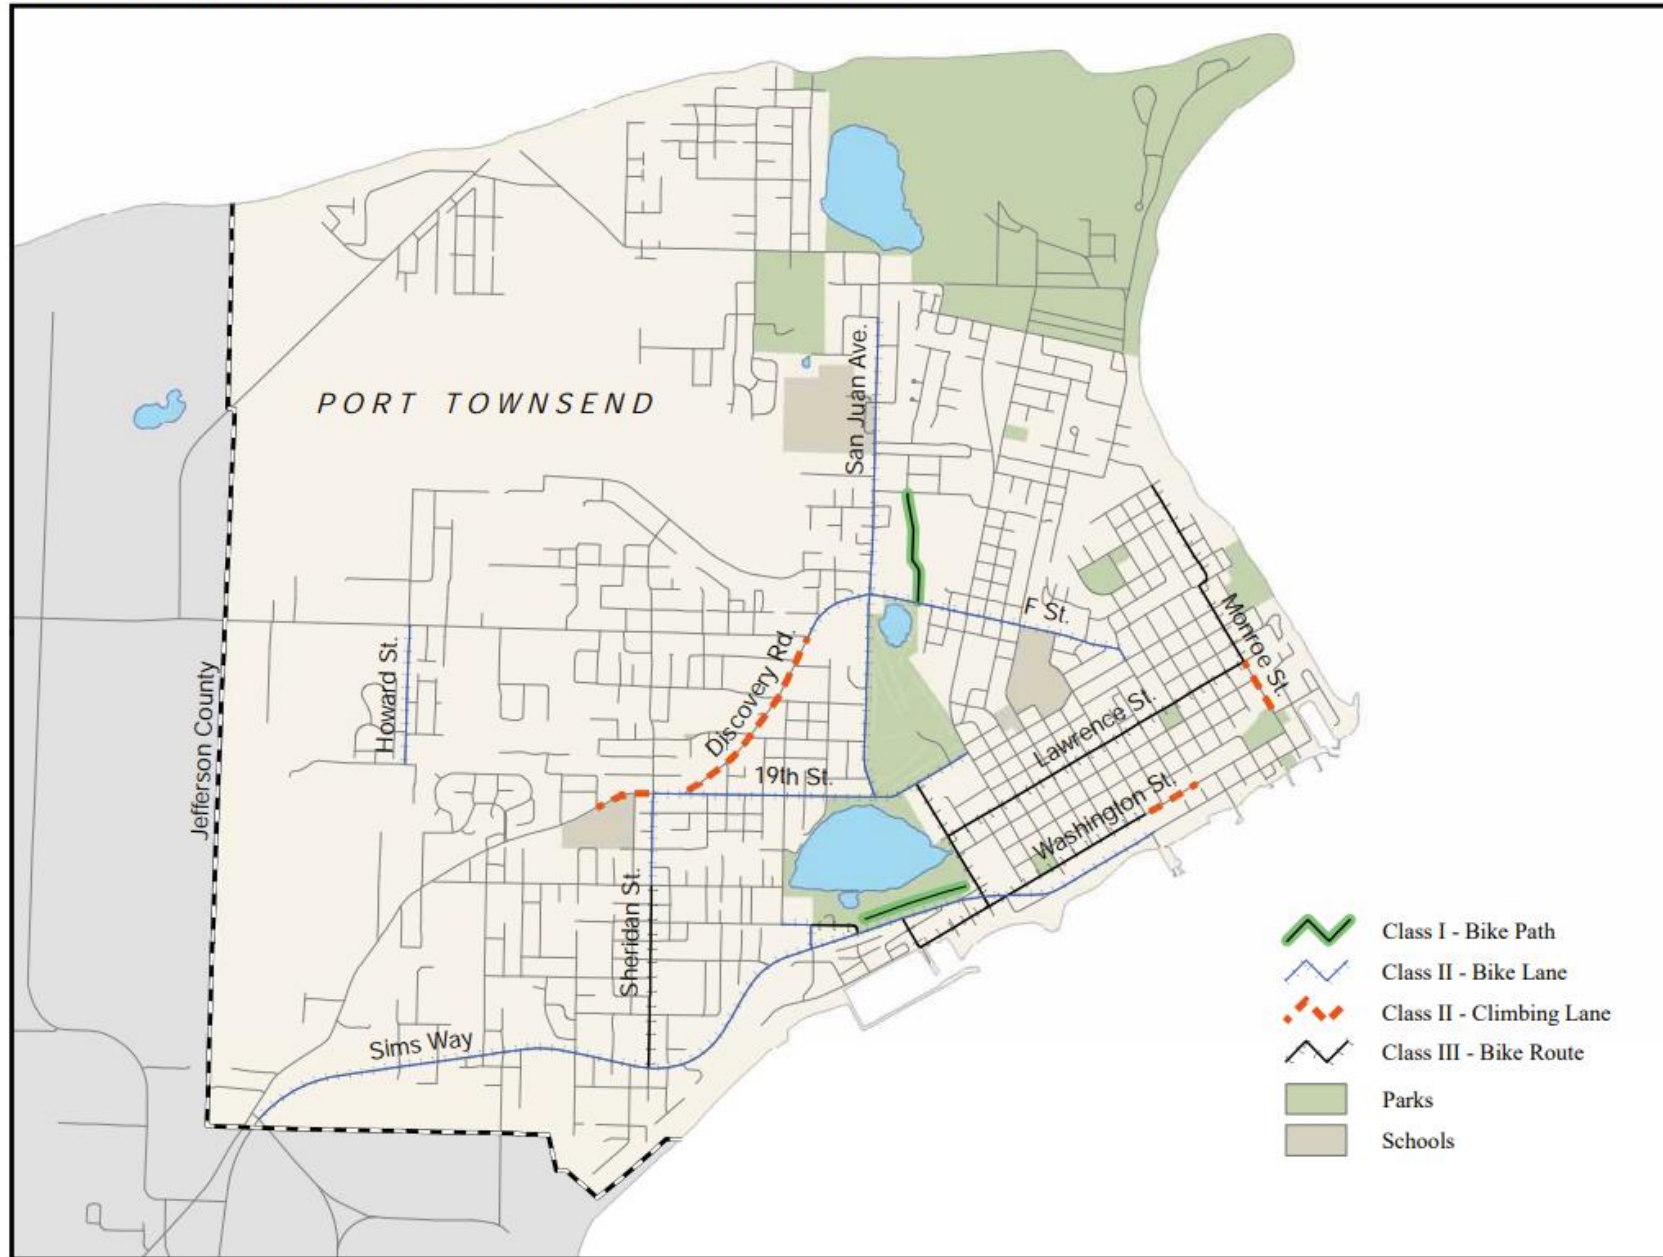 PORT TOWNSEND
San Juan Ave.
F St.
Monroe St.
Discovery Rd.
Howard St.
Jefferson County
Lawrence St.
19th St.
Washington St.
Sheridan St.
Sims Way
Class I - Bike Path
Class II - Bike Lane
Class II - Climbing Lane
Class III - Bike Route
Parks
Schools